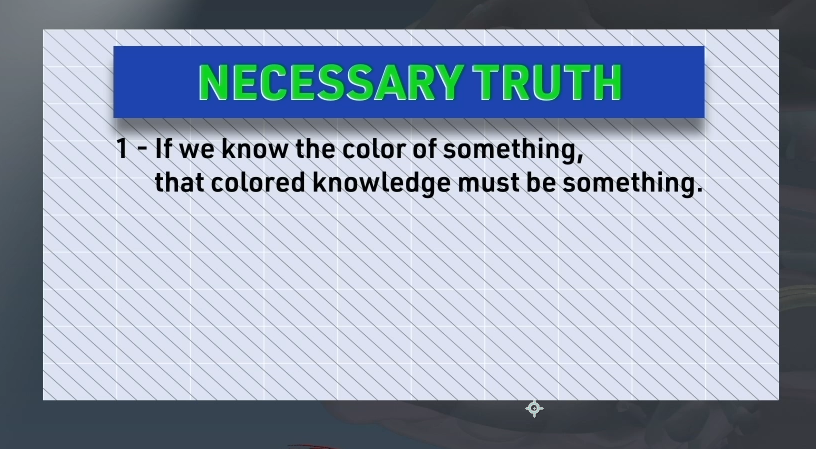 NECESSARY TRUTH
1 - If we know the color of something,
that colored knowledge must be something.